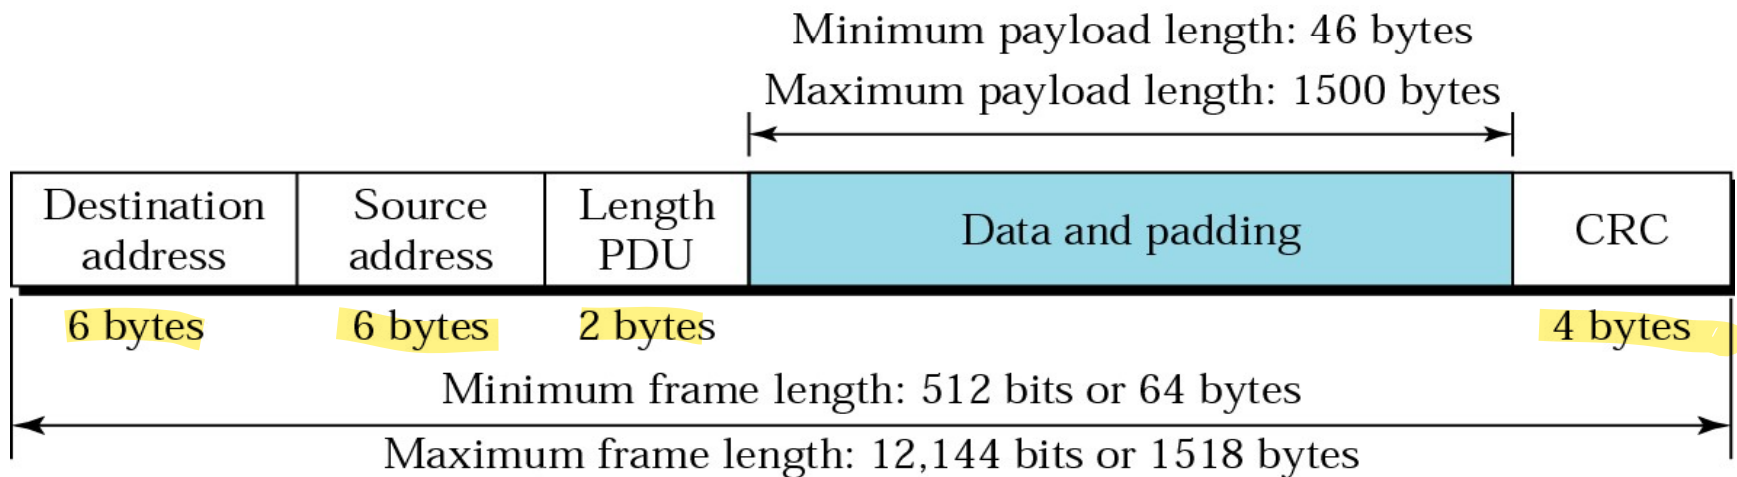 Minimum payload length: 46 bytes
Maximum payload length: 1500 bytes
Destination address
Source address
Length PDU
Data and padding
CRC
6 bytes
6 bytes
2 bytes
4 bytes
Minimum frame length: 512 bits or 64 bytes
Maximum frame length: 12,144 bits or 1518 bytes